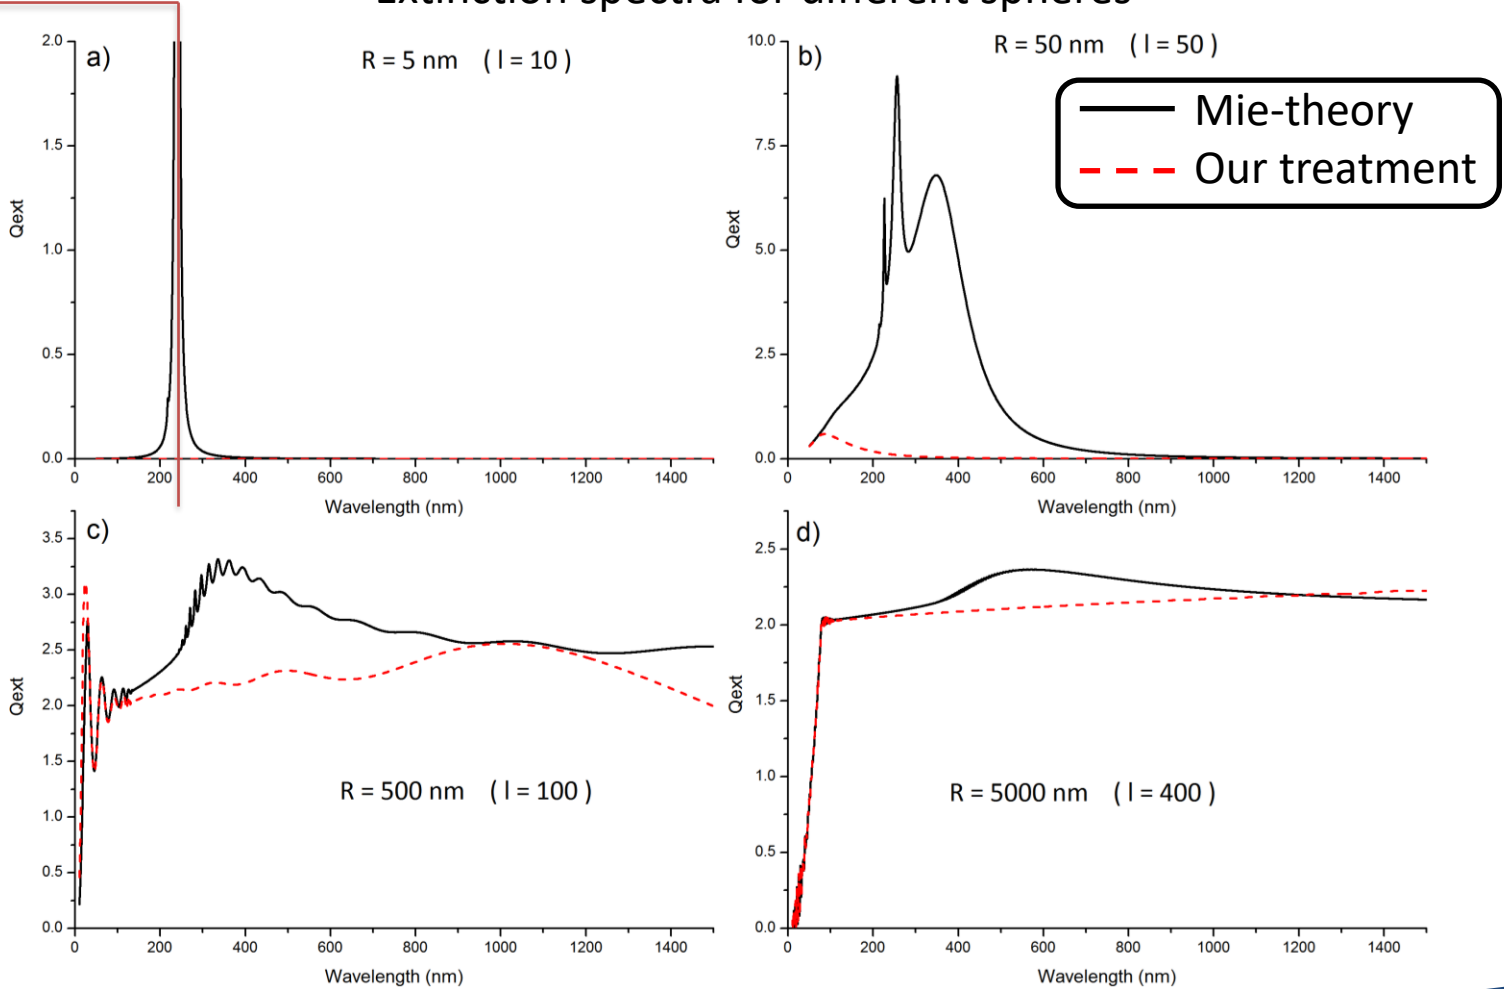 Extinction spectra for different spheres
a)
R = 5 nm ( l = 10 )
2.0
1.5
1.0
0.5
0.0
Qext
0 200 400 600 800 1000 1200 1400
Wavelength (nm)
b)
R = 50 nm ( l = 50 )
Mie-theory
Our treatment
10.0
7.5
5.0
2.5
0.0
Qext
0 200 400 600 800 1000 1200 1400
Wavelength (nm)
c)
3.5
3.0
2.5
2.0
1.5
1.0
0.5
0.0
Qext
R = 500 nm ( l = 100 )
0 200 400 600 800 1000 1200 1400
Wavelength (nm)
d)
2.5
2.0
1.5
1.0
0.5
0.0
Qext
R = 5000 nm ( l = 400 )
0 200 400 600 800 1000 1200 1400
Wavelength (nm)